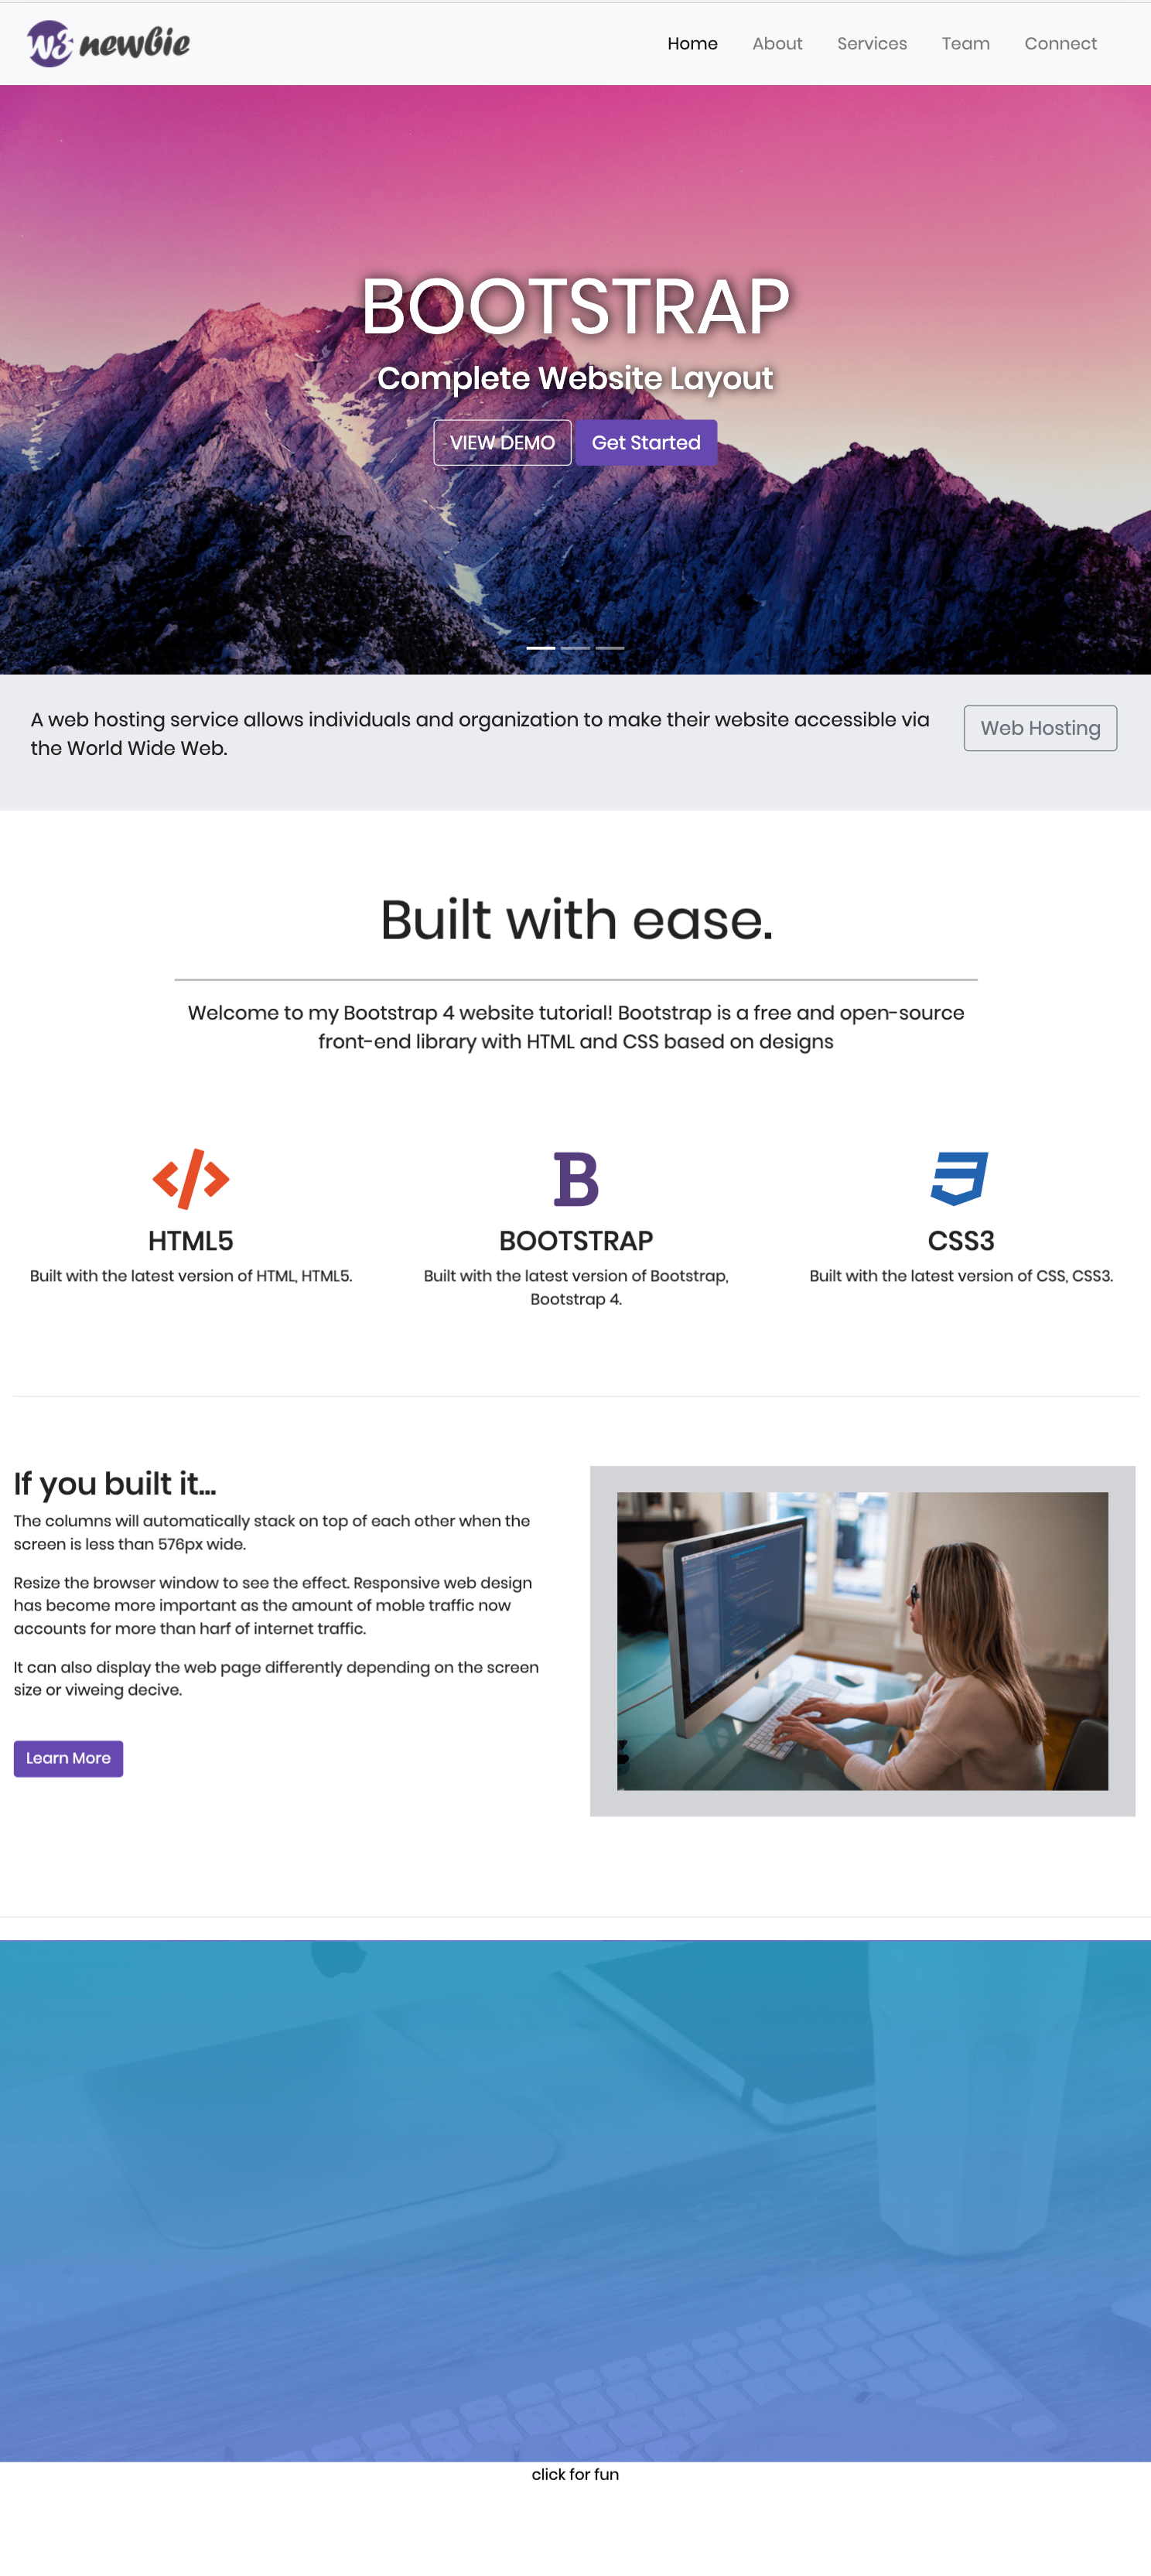 W3 newbie
Home About Services Team Connect
BOOTSTRAP
Complete Website Layout
VIEW DEMO Get Started
A web hosting service allows individuals and organization to make their website accessible via
the World Wide Web.
Web Hosting
Built with ease.
Welcome to my Bootstrap 4 website tutorial! Bootstrap is a free and open-source
front-end library with HTML and CSS based on designs
B
HTML5
Built with the latest version of HTML, HTML5.
BOOTSTRAP
Built with the latest version of Bootstrap,
Bootstrap 4.
CSS3
Built with the latest version of CSS, CSS3.
If you built it...
The columns will automatically stack on top of each other when the
screen is less than 576px wide.
Resize the browser window to see the effect. Responsive web design
has become more important as the amount of moble traffic now
accounts for more than harf of internet traffic.
It can also display the web page differently depending on the screen
size or viweing decive.
Learn More
click for fun